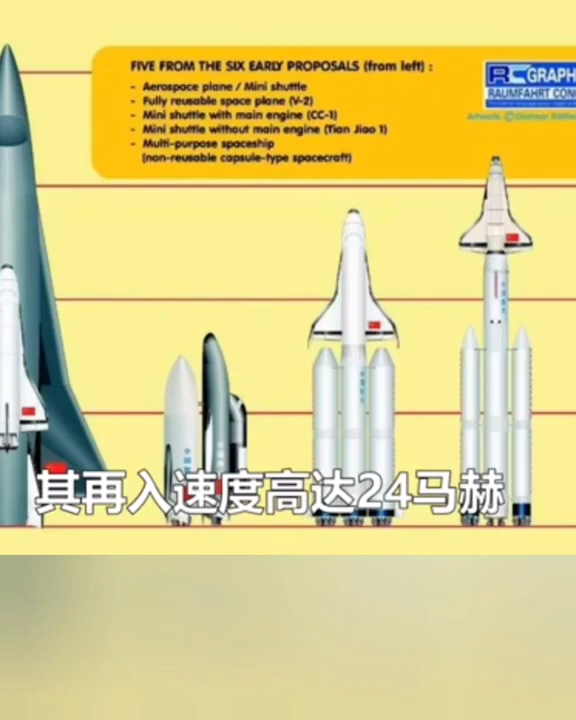 FIVE FROM THE SIX EARLY PROPOSALS (from left) :
- Aerospace plane / Mini shuttle
- Fully reusable space plane (V-2)
- Mini shuttle with main engine (CC-1)
- Mini shuttle without main engine (Tian Jiao 1)
- Multi-purpose spaceship
(non-reusable capsule-type spacecraft)
GRAPH
RAUMFAHRT CON
其再入速度高达24马赫